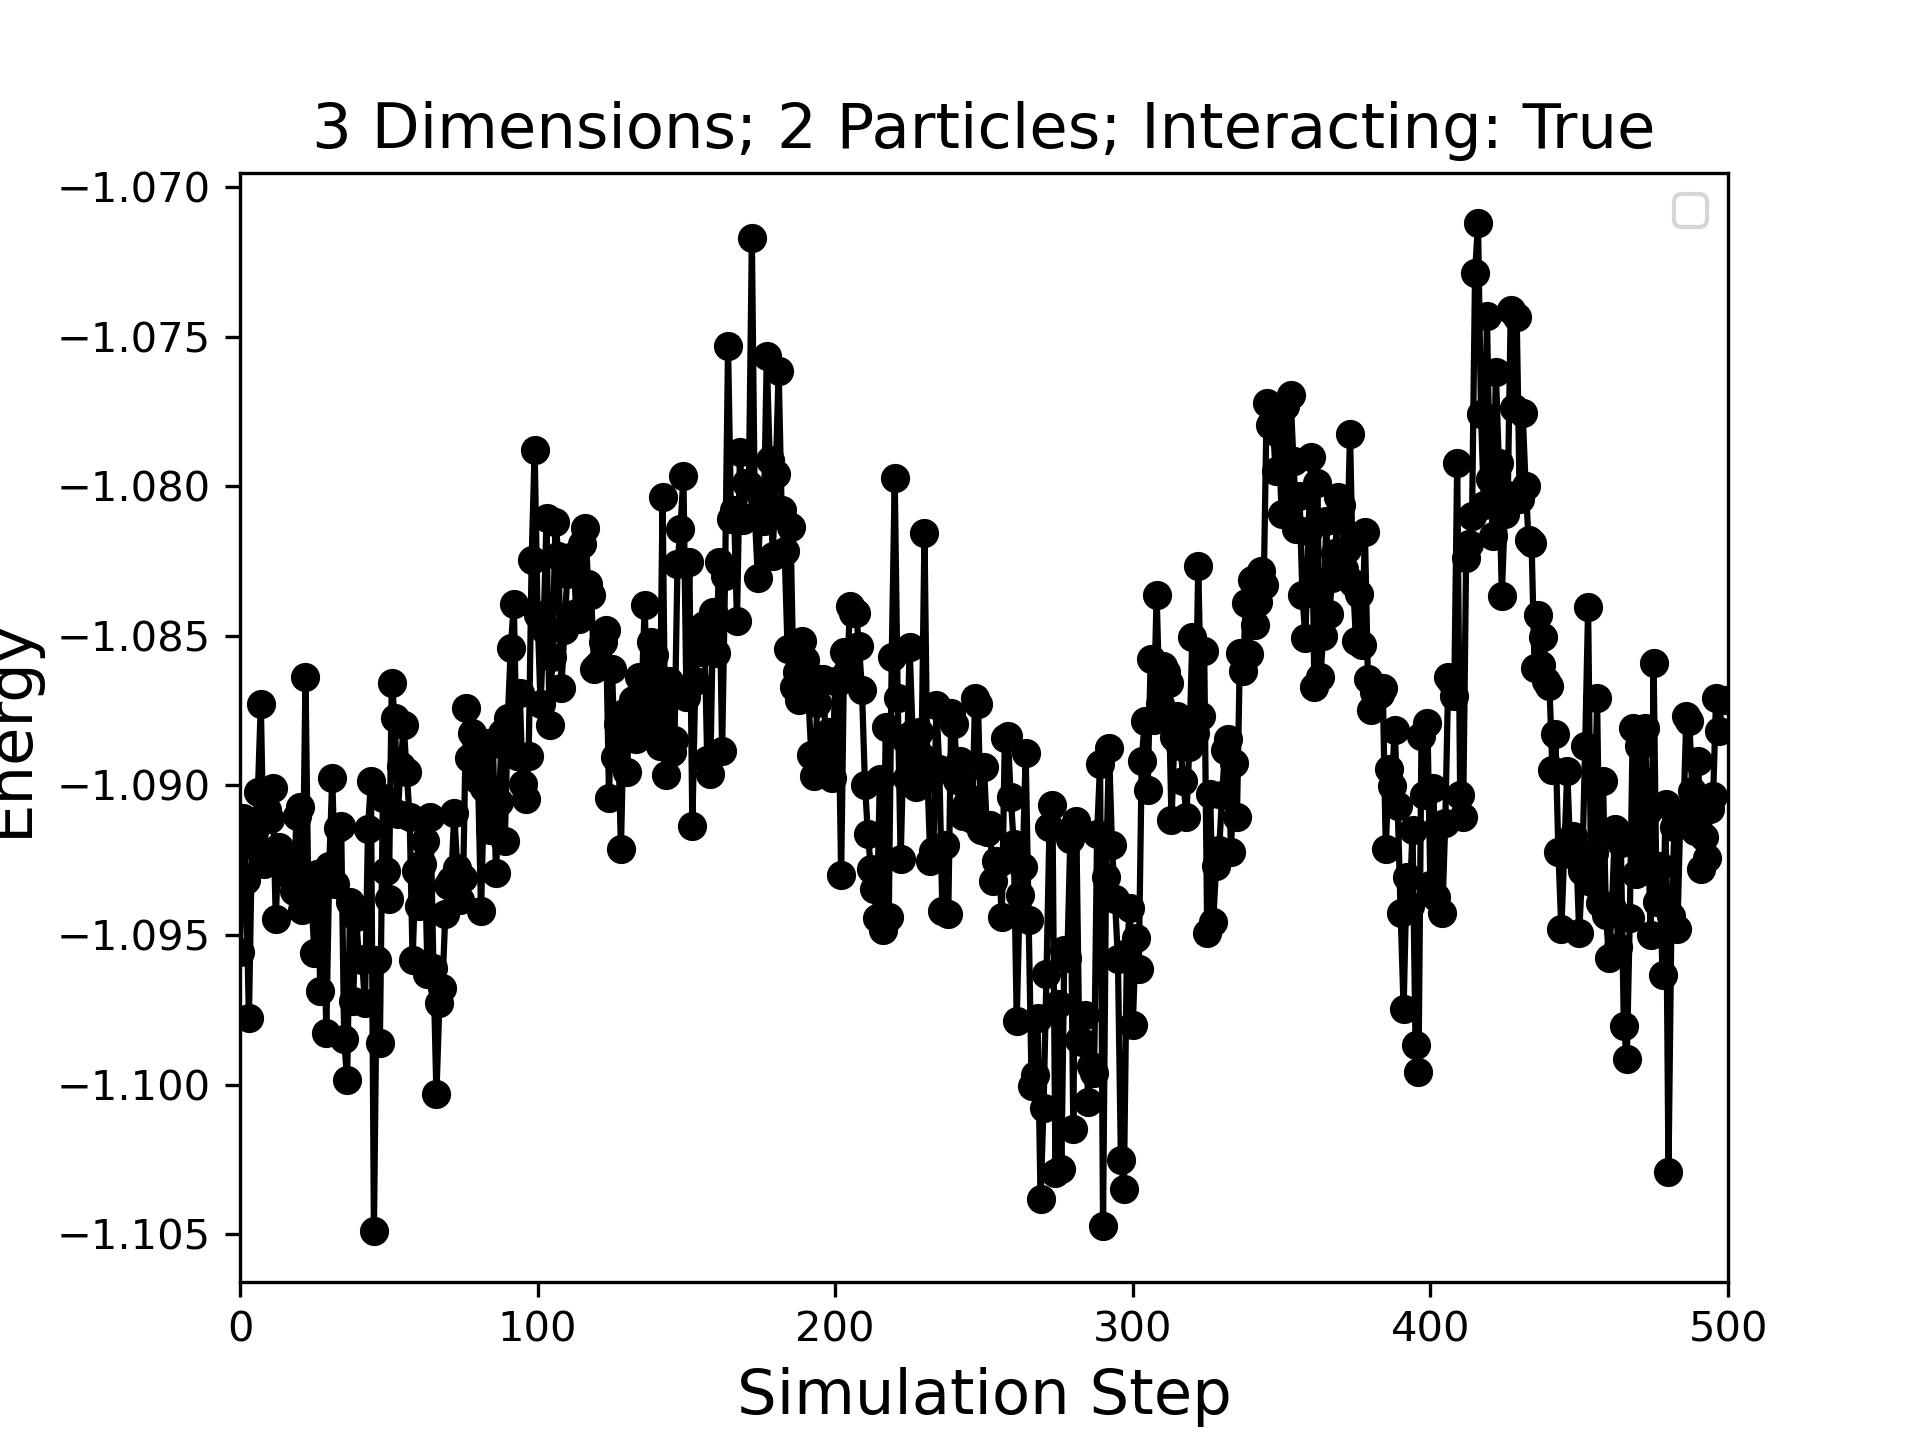 3 Dimensions; 2 Particles; Interacting: True
−1.070
−1.075
−1.080
−1.085
−1.090
−1.095
−1.100
−1.105
Energy
0 100 200 300 400 500
Simulation Step